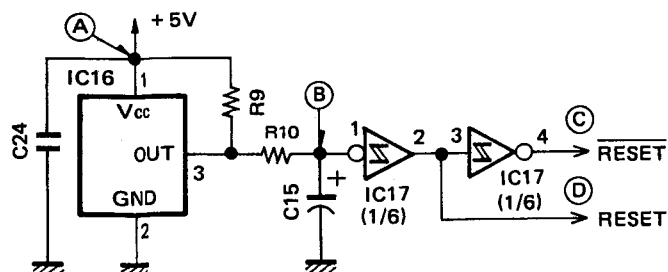 A
+5V
IC16
1
Vcc
OUT
3
GND
2
C24
R9
R10
B
+
C15
1
2
IC17
(1/6)
3
4
IC17
(1/6)
C
RESET
D
RESET